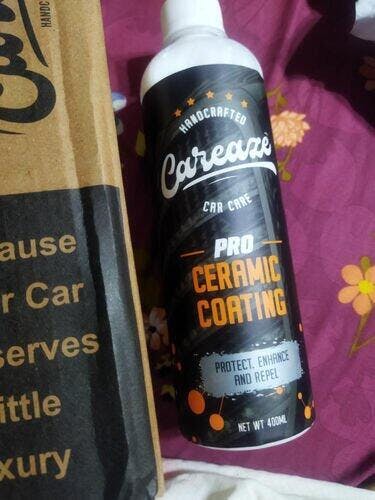 HANDC
ause
r Car
serves
ittle
xury
HANDCRAFTED
Careaze
CAR CARE
PRO
CERAMIC
COATING
PROTECT, ENHANCE
AND REPEL
NET WT 400ML